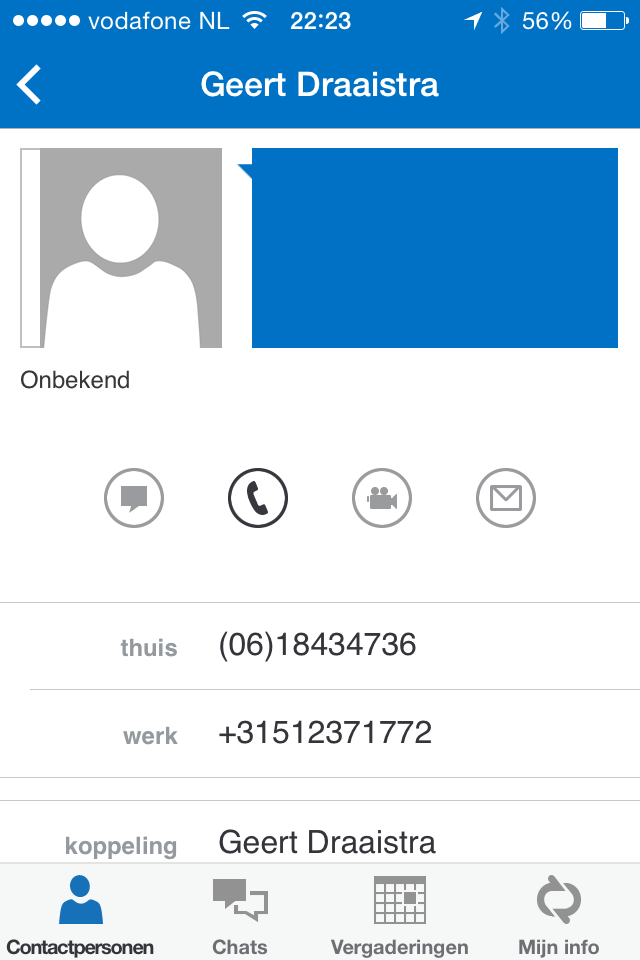 vodafone NL 22:23 56%
Geert Draaistra
Onbekend
thuis (06)18434736
werk +31512371772
koppeling Geert Draaistra
Contactpersonen Chats Vergaderingen Mijn info